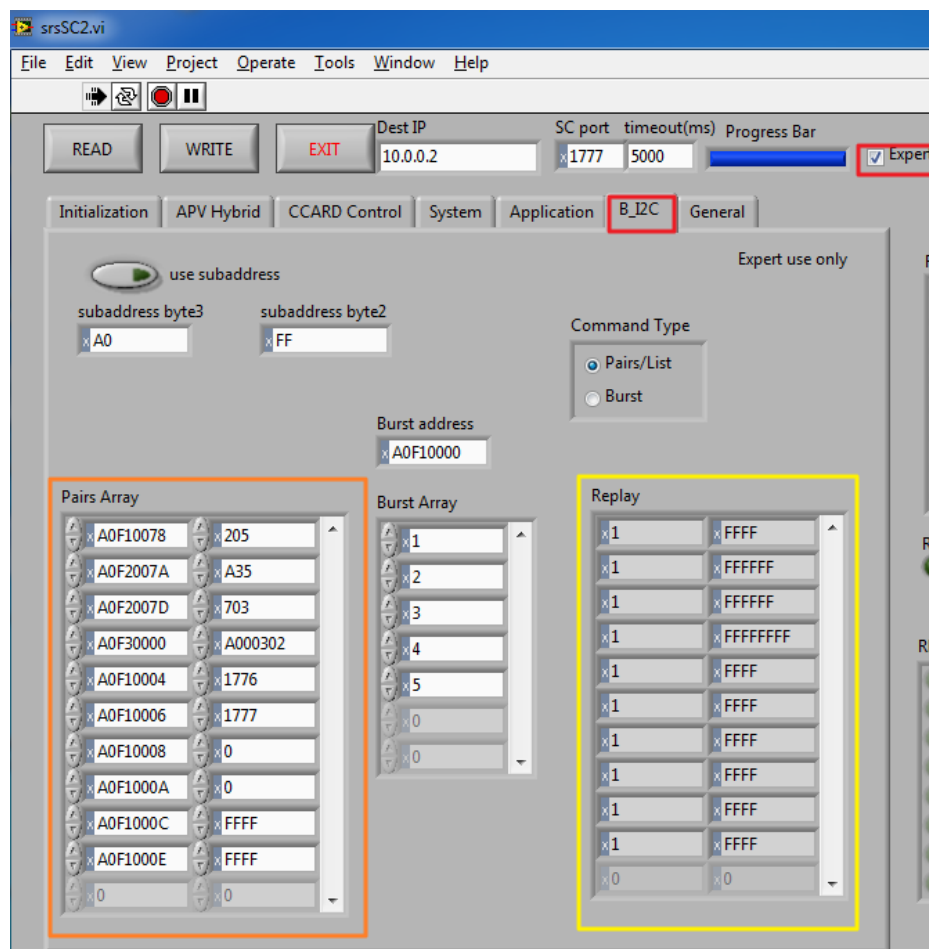 srsSC2.vi
File Edit View Project Operate Tools Window Help
READ WRITE EXIT
Dest IP
10.0.0.2
SC port timeout(ms) Progress Bar
x 1777 5000
Initialization APV Hybrid CCARD Control System Application B_I2C General
Expert use only
use subaddress
subaddress byte3 subaddress byte2
x A0 x FF
Command Type
Pairs/List
Burst
Burst address
x A0F10000
Pairs Array
x A0F10078 x 205
x A0F2007A x A35
x A0F2007D x 703
x A0F30000 x A000302
x A0F10004 x 1776
x A0F10006 x 1777
x A0F10008 x 0
x A0F1000A x 0
x A0F1000C x FFFF
x A0F1000E x FFFF
x 0 x 0
Burst Array
x 1
x 2
x 3
x 4
x 5
x 0
x 0
Replay
x 1 x FFFF
x 1 x FFFFFF
x 1 x FFFFFF
x 1 x FFFFFFFF
x 1 x FFFF
x 1 x FFFF
x 1 x FFFF
x 1 x FFFF
x 1 x FFFF
x 1 x FFFF
x 0 x 0